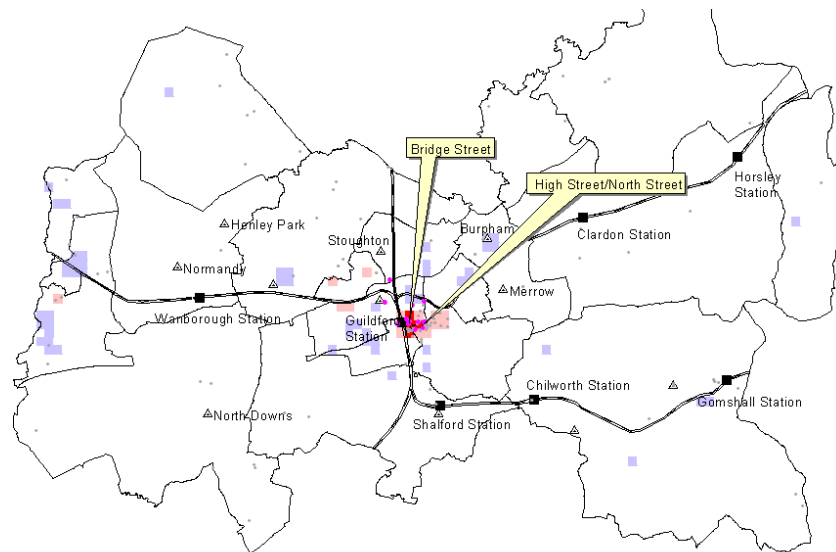 Bridge Street
High Street/North Street
Horsley
Station
Henley Park
Burpham
Clardon Station
Stoughton
Normandy
Merrow
Wanborough Station
Guildford
Station
Chilworth Station
Gomshall Station
North Down's
Shalford Station